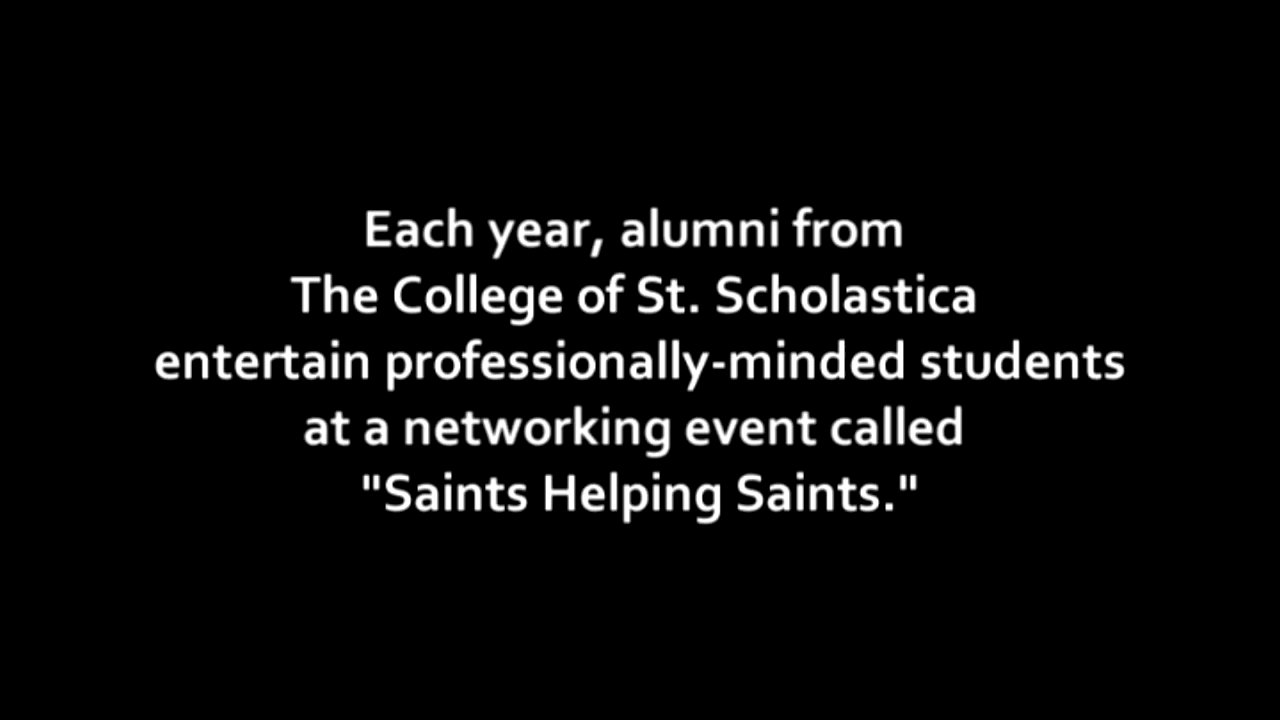 Each year, alumni from
The College of St. Scholastica
entertain professionally-minded students
at a networking event called
"Saints Helping Saints."